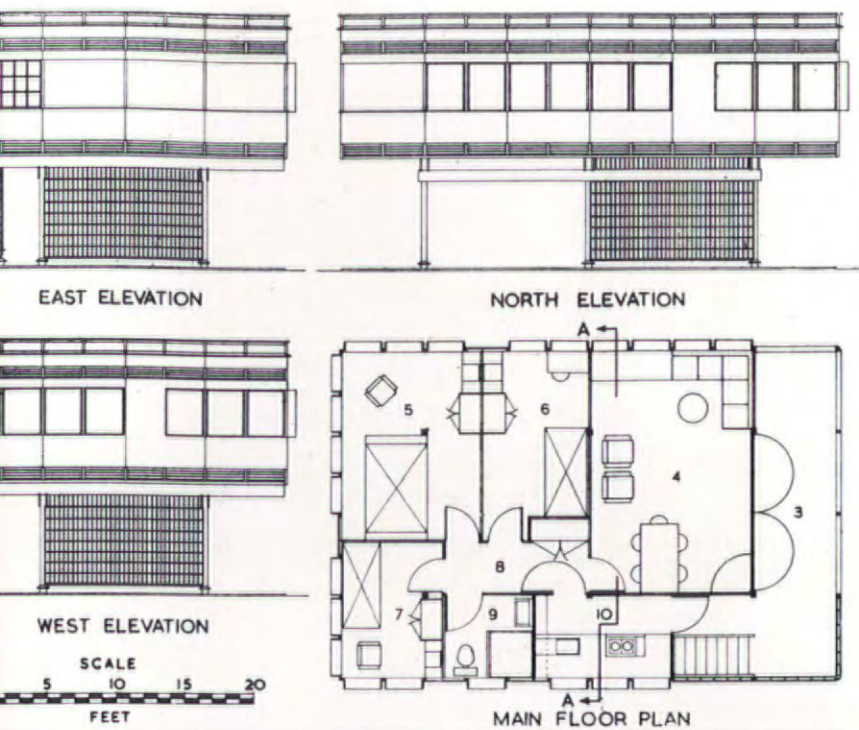 EAST ELEVATION
NORTH ELEVATION
A
5
6
4
3
8
7
9
10
A
MAIN FLOOR PLAN
WEST ELEVATION
SCALE
5 10 15 20
FEET